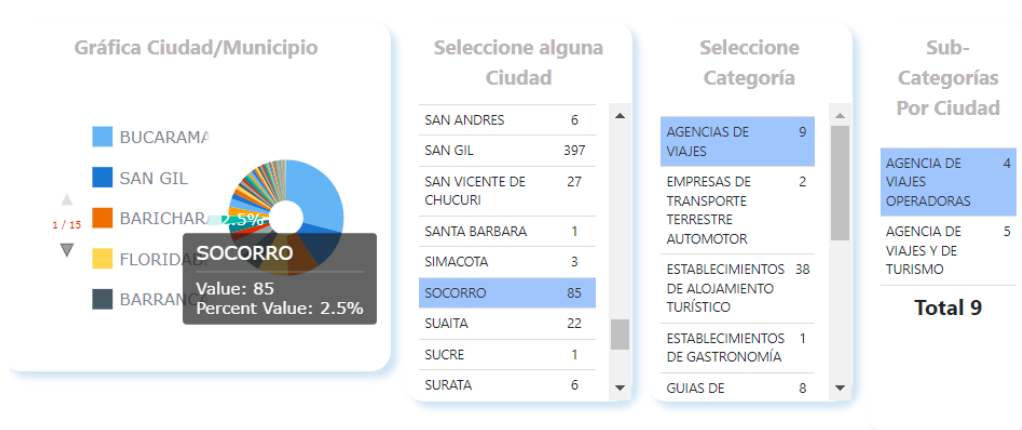 Gráfica Ciudad/Municipio
BUCARAMA
SAN GIL
BARICHAR
FLORIDAB
BARRANC
1 / 15
2.5%
SOCORRO
Value: 85
Percent Value: 2.5%
Seleccione alguna
Ciudad
SAN ANDRES 6
SAN GIL 397
SAN VICENTE DE 27
CHUCURI
SANTA BARBARA 1
SIMACOTA 3
SOCORRO 85
SUAITA 22
SUCRE 1
SURATA 6
Seleccione
Categoría
AGENCIAS DE 9
VIAJES
EMPRESAS DE 2
TRANSPORTE
TERRESTRE
AUTOMOTOR
ESTABLECIMIENTOS 38
DE ALOJAMIENTO
TURÍSTICO
ESTABLECIMIENTOS 1
DE GASTRONOMÍA
GUIAS DE 8
Sub-
Categorías
Por Ciudad
AGENCIA DE 4
VIAJES
OPERADORAS
AGENCIA DE 5
VIAJES Y DE
TURISMO
Total 9